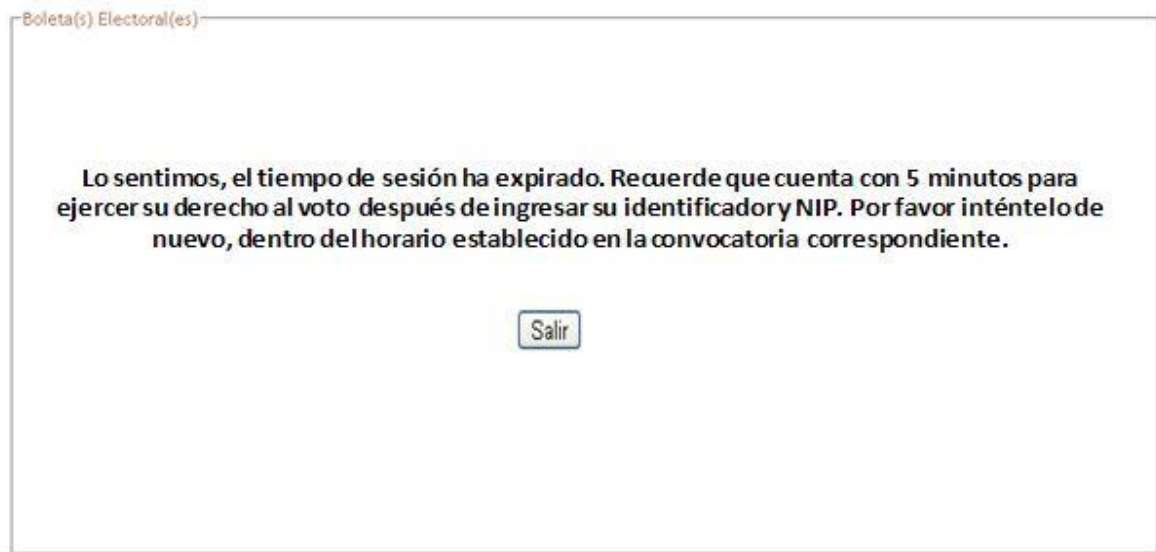 Boleta(s) Electoral(es)
Lo sentimos, el tiempo de sesión ha expirado. Recuerde que cuenta con 5 minutos para
ejercer su derecho al voto después de ingresar su identificador y NIP. Por favor inténtelo de
nuevo, dentro del horario establecido en la convocatoria correspondiente.
Salir